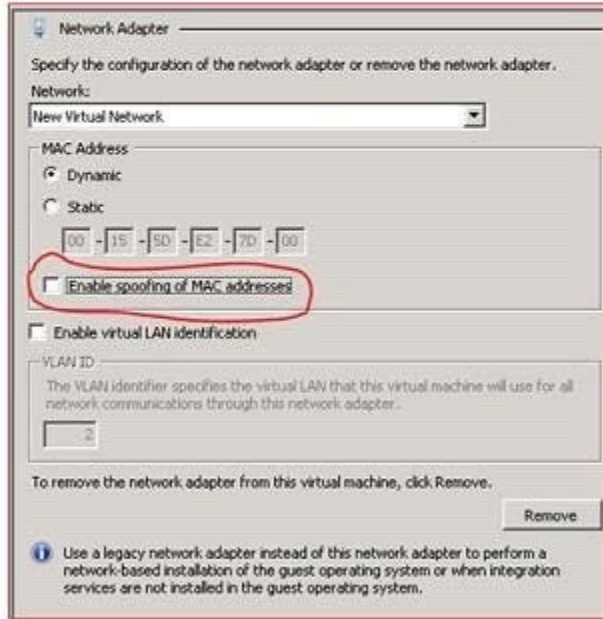 Network Adapter
Specify the configuration of the network adapter or remove the network adapter.
Network:
New Virtual Network
MAC Address
Dynamic
Static
00 - 15 - 5D - E2 - 7D - 00
Enable spoofing of MAC addresses
Enable virtual LAN identification
VLAN ID
The VLAN identifier specifies the virtual LAN that this virtual machine will use for all
network communications through this network adapter.
2
To remove the network adapter from this virtual machine, click Remove.
Remove
Use a legacy network adapter instead of this network adapter to perform a
network-based installation of the guest operating system or when integration
services are not installed in the guest operating system.